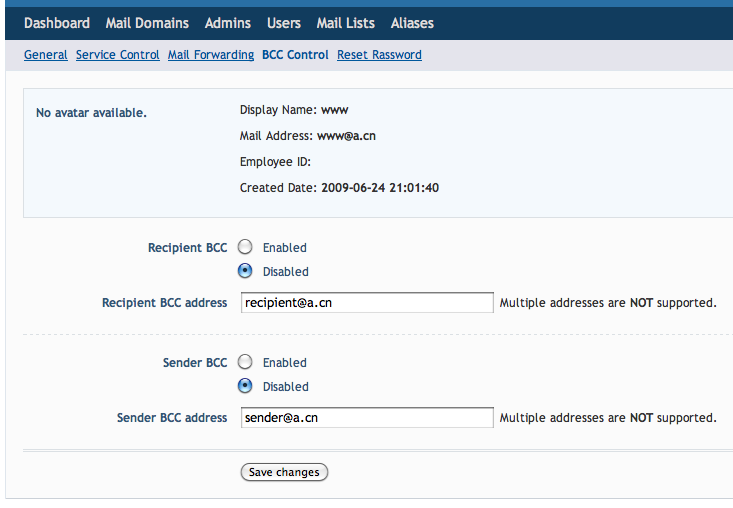 Dashboard Mail Domains Admins Users Mail Lists Aliases
General Service Control Mail Forwarding BCC Control Reset Rassword
No avatar available.
Display Name: www
Mail Address: www@a.cn
Employee ID:
Created Date: 2009-06-24 21:01:40
Recipient BCC Enabled
Disabled
Recipient BCC address recipient@a.cn Multiple addresses are NOT supported.
Sender BCC Enabled
Disabled
Sender BCC address sender@a.cn Multiple addresses are NOT supported.
Save changes